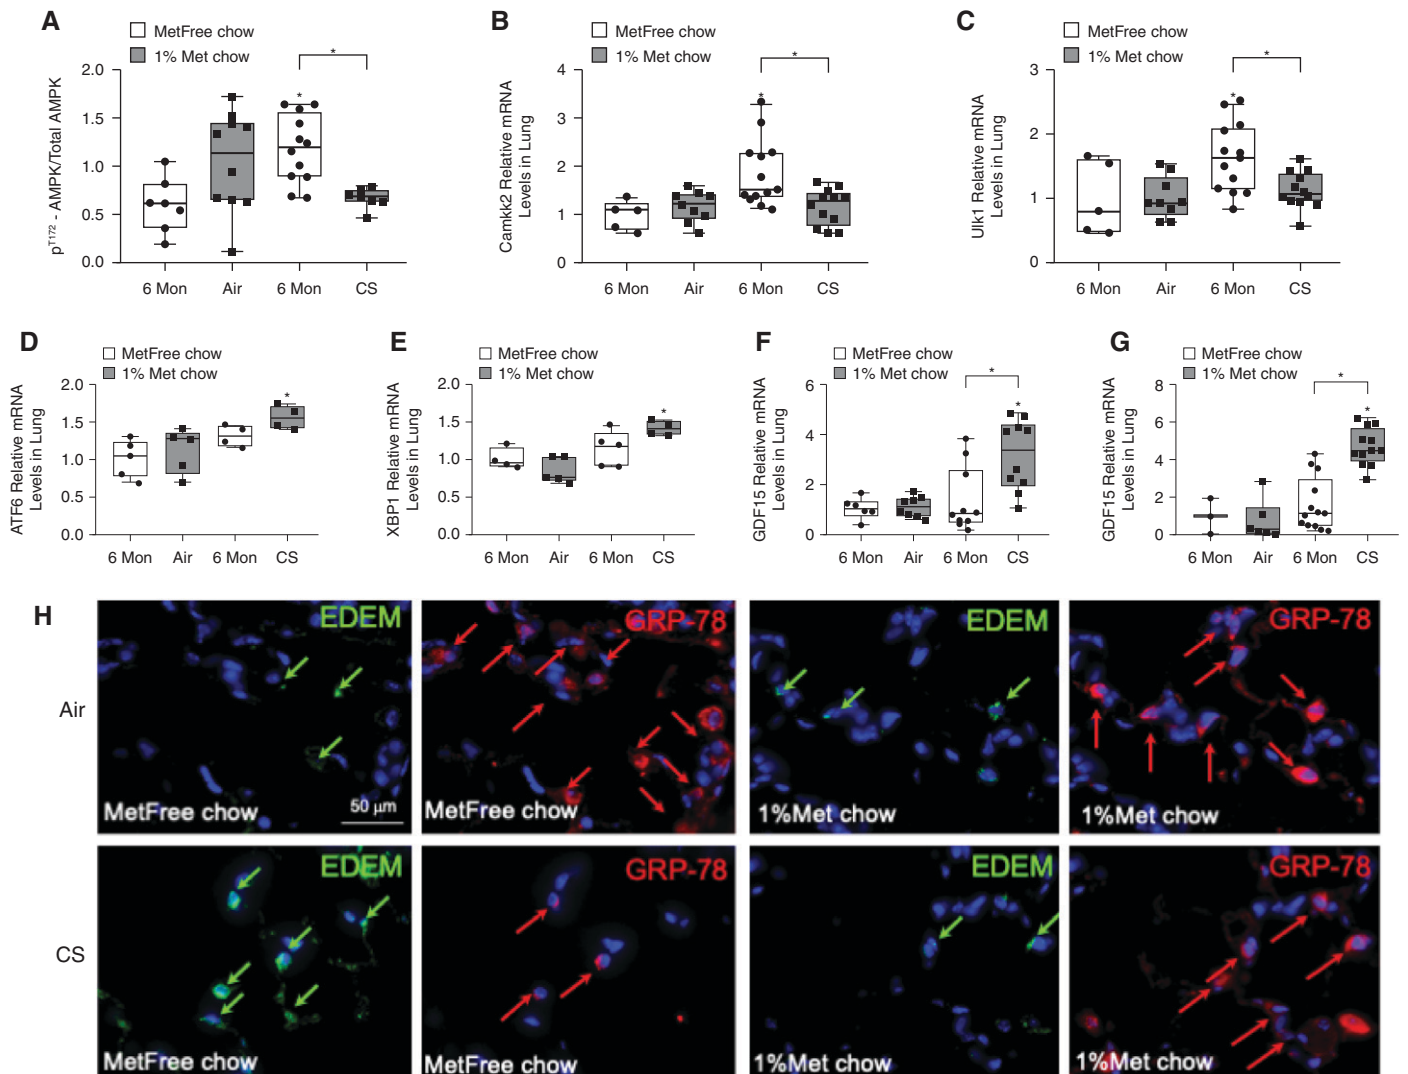 A
MetFree chow
1% Met chow
*
*
2.0
1.5
1.0
0.5
0.0
pT172 - AMPK/Total AMPK
6 Mon Air 6 Mon CS
B
MetFree chow
1% Met chow
*
*
4
3
2
1
0
Camkk2 Relative mRNA
Levels in Lung
6 Mon Air 6 Mon CS
C
MetFree chow
1% Met chow
*
*
3
2
1
0
Ulk1 Relative mRNA
Levels in Lung
6 Mon Air 6 Mon CS
D
MetFree chow
1% Met chow
*
2.0
1.5
1.0
0.5
0.0
ATF6 Relative mRNA
Levels in Lung
6 Mon Air 6 Mon CS
E
MetFree chow
1% Met chow
*
2.0
1.5
1.0
0.5
0.0
XBP1 Relative mRNA
Levels in Lung
6 Mon Air 6 Mon CS
F
MetFree chow
1% Met chow
*
*
6
4
2
0
GDF15 Relative mRNA
Levels in Lung
6 Mon Air 6 Mon CS
G
MetFree chow
1% Met chow
*
*
8
6
4
2
0
GDF15 Relative mRNA
Levels in Lung
6 Mon Air 6 Mon CS
H
Air
EDEM
MetFree chow
50 μm
GRP-78
MetFree chow
EDEM
1%Met chow
GRP-78
1%Met chow
CS
EDEM
MetFree chow
GRP-78
MetFree chow
EDEM
1%Met chow
GRP-78
1%Met chow